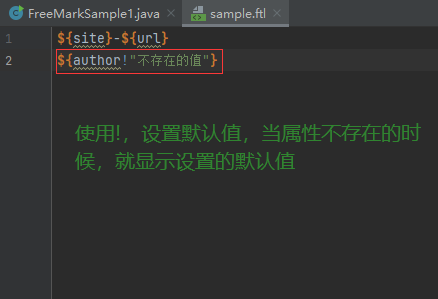 FreeMarkSample1.java
sample.ftl
1 ${site}-${url}
2 ${author!"不存在的值"}
使用!，设置默认值，当属性不存在的时
候，就显示设置的默认值